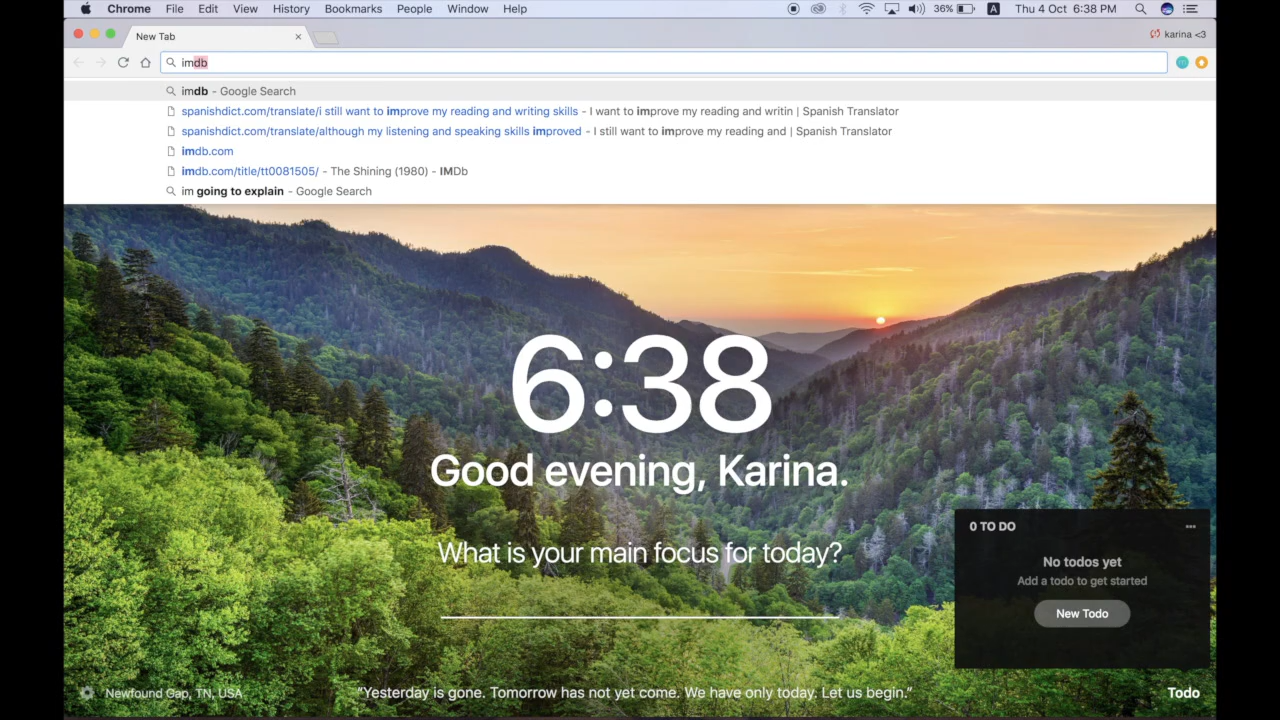 Chrome File Edit View History Bookmarks People Window Help 36% A Thu 4 Oct 6:38 PM
New Tab × karina <3
imdb
imdb - Google Search
spanishdict.com/translate/i still want to improve my reading and writing skills - I want to improve my reading and writin | Spanish Translator
spanishdict.com/translate/although my listening and speaking skills improved - I still want to improve my reading and | Spanish Translator
imdb.com
imdb.com/title/tt0081505/ - The Shining (1980) - IMDb
im going to explain - Google Search
6:38
Good evening, Karina.
What is your main focus for today?
0 TO DO
No todos yet
Add a todo to get started
New Todo
Newfound Gap, TN, USA
“Yesterday is gone. Tomorrow has not yet come. We have only today. Let us begin.”
Todo